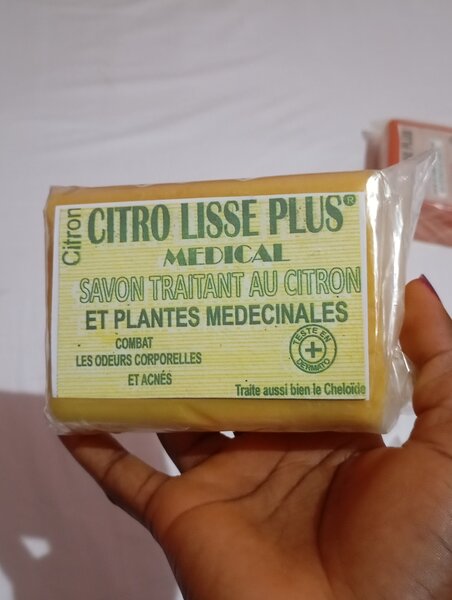 Citron
CITRO LISSE PLUS®
MEDICAL
SAVON TRAITANT AU CITRON
ET PLANTES MEDECINALES
COMBAT
LES ODEURS CORPORELLES
ET ACNÉS
TESTE EN
DERMATO
Traite aussi bien le Cheloïde